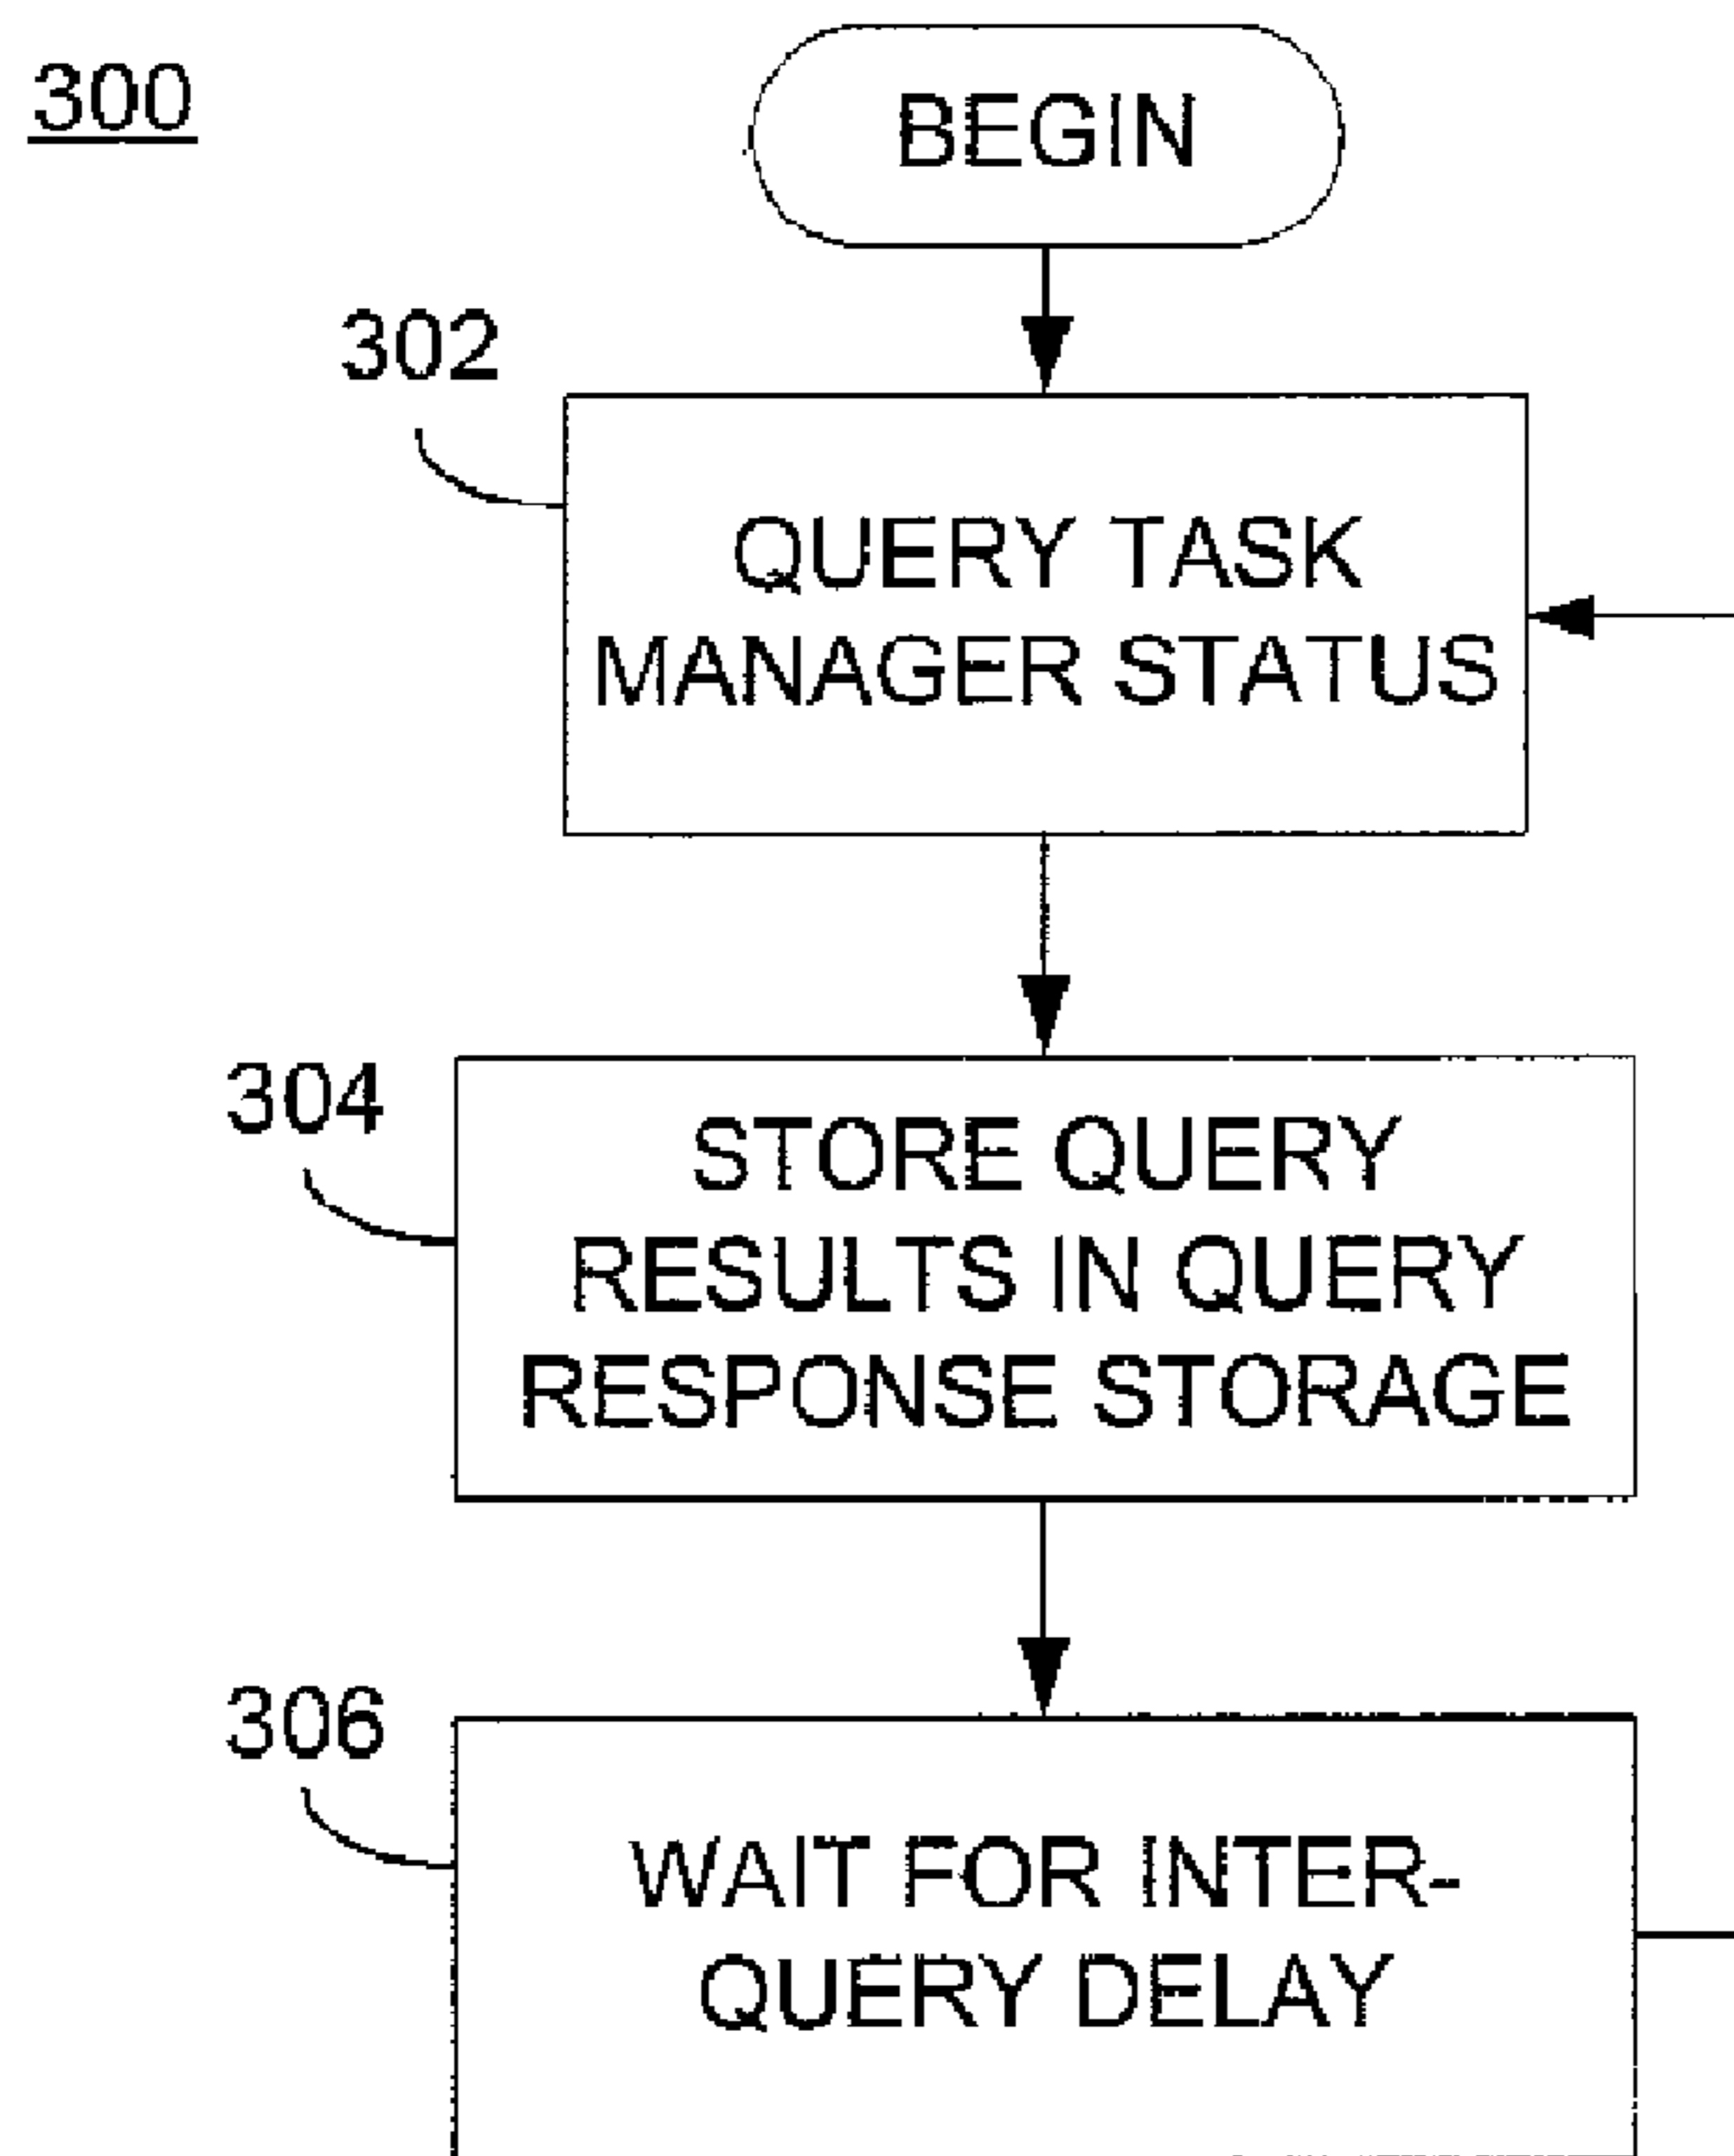 300
BEGIN
302
QUERY TASK
MANAGER STATUS
304
STORE QUERY
RESULTS IN QUERY
RESPONSE STORAGE
306
WAIT FOR INTER-
QUERY DELAY